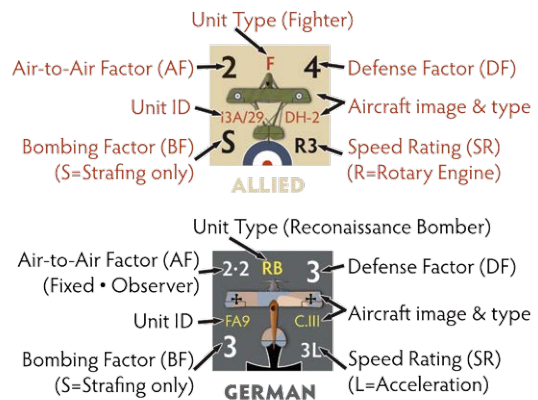 Unit Type (Fighter)
Air-to-Air Factor (AF)
2
F
4
Defense Factor (DF)
Unit ID
13A/29
DH-2
Aircraft image & type
Bombing Factor (BF)
(S=Strafing only)
S
R3
Speed Rating (SR)
(R=Rotary Engine)
ALLIED
Unit Type (Reconaissance Bomber)
Air-to-Air Factor (AF)
(Fixed • Observer)
2•2
RB
3
Defense Factor (DF)
Aircraft image & type
Unit ID
FA9
C.III
Bombing Factor (BF)
(S=Strafing only)
3
3L
Speed Rating (SR)
(L=Acceleration)
GERMAN